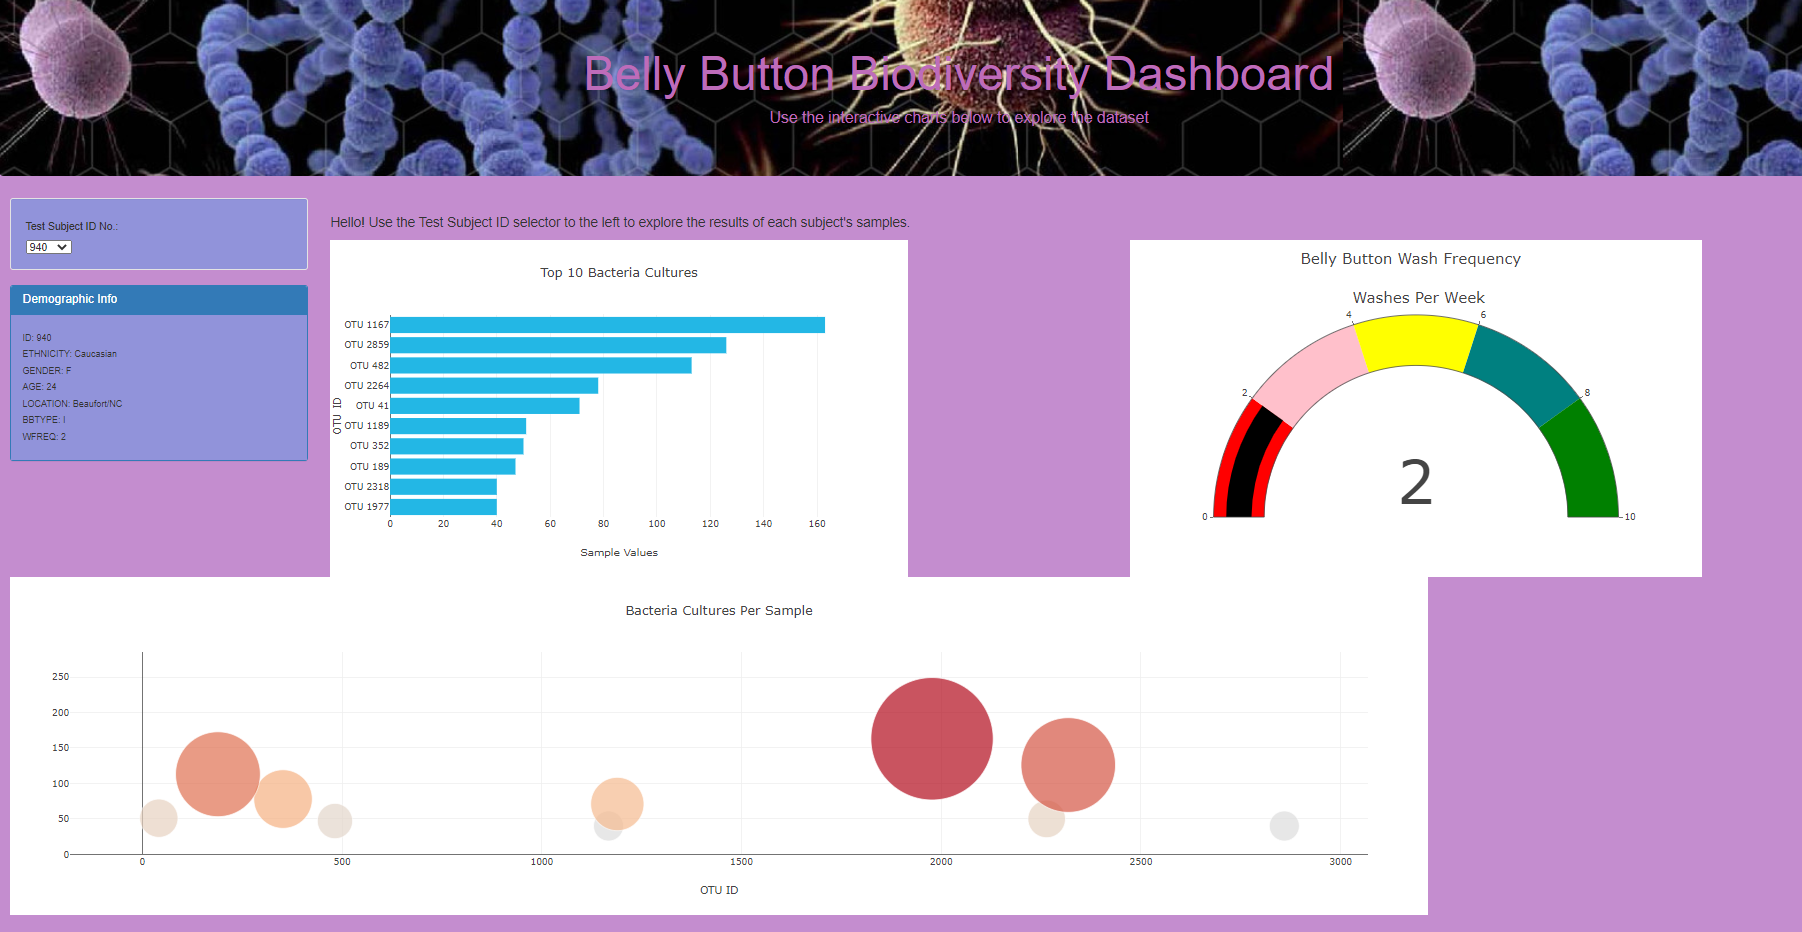 Belly Button Biodiversity Dashboard
Use the interactive charts below to explore the dataset
Test Subject ID No.:
940
Demographic Info
ID: 940
ETHNICITY: Caucasian
GENDER: F
AGE: 24
LOCATION: Beaufort/NC
BBTYPE: I
WFREQ: 2
Hello! Use the Test Subject ID selector to the left to explore the results of each subject's samples.
Top 10 Bacteria Cultures
OTU ID
OTU 1167
OTU 2859
OTU 482
OTU 2264
OTU 41
OTU 1189
OTU 352
OTU 189
OTU 2318
OTU 1977
0 20 40 60 80 100 120 140 160
Sample Values
Belly Button Wash Frequency
Washes Per Week
0
2
4
6
8
10
2
Bacteria Cultures Per Sample
250
200
150
100
50
0
0 500 1000 1500 2000 2500 3000
OTU ID